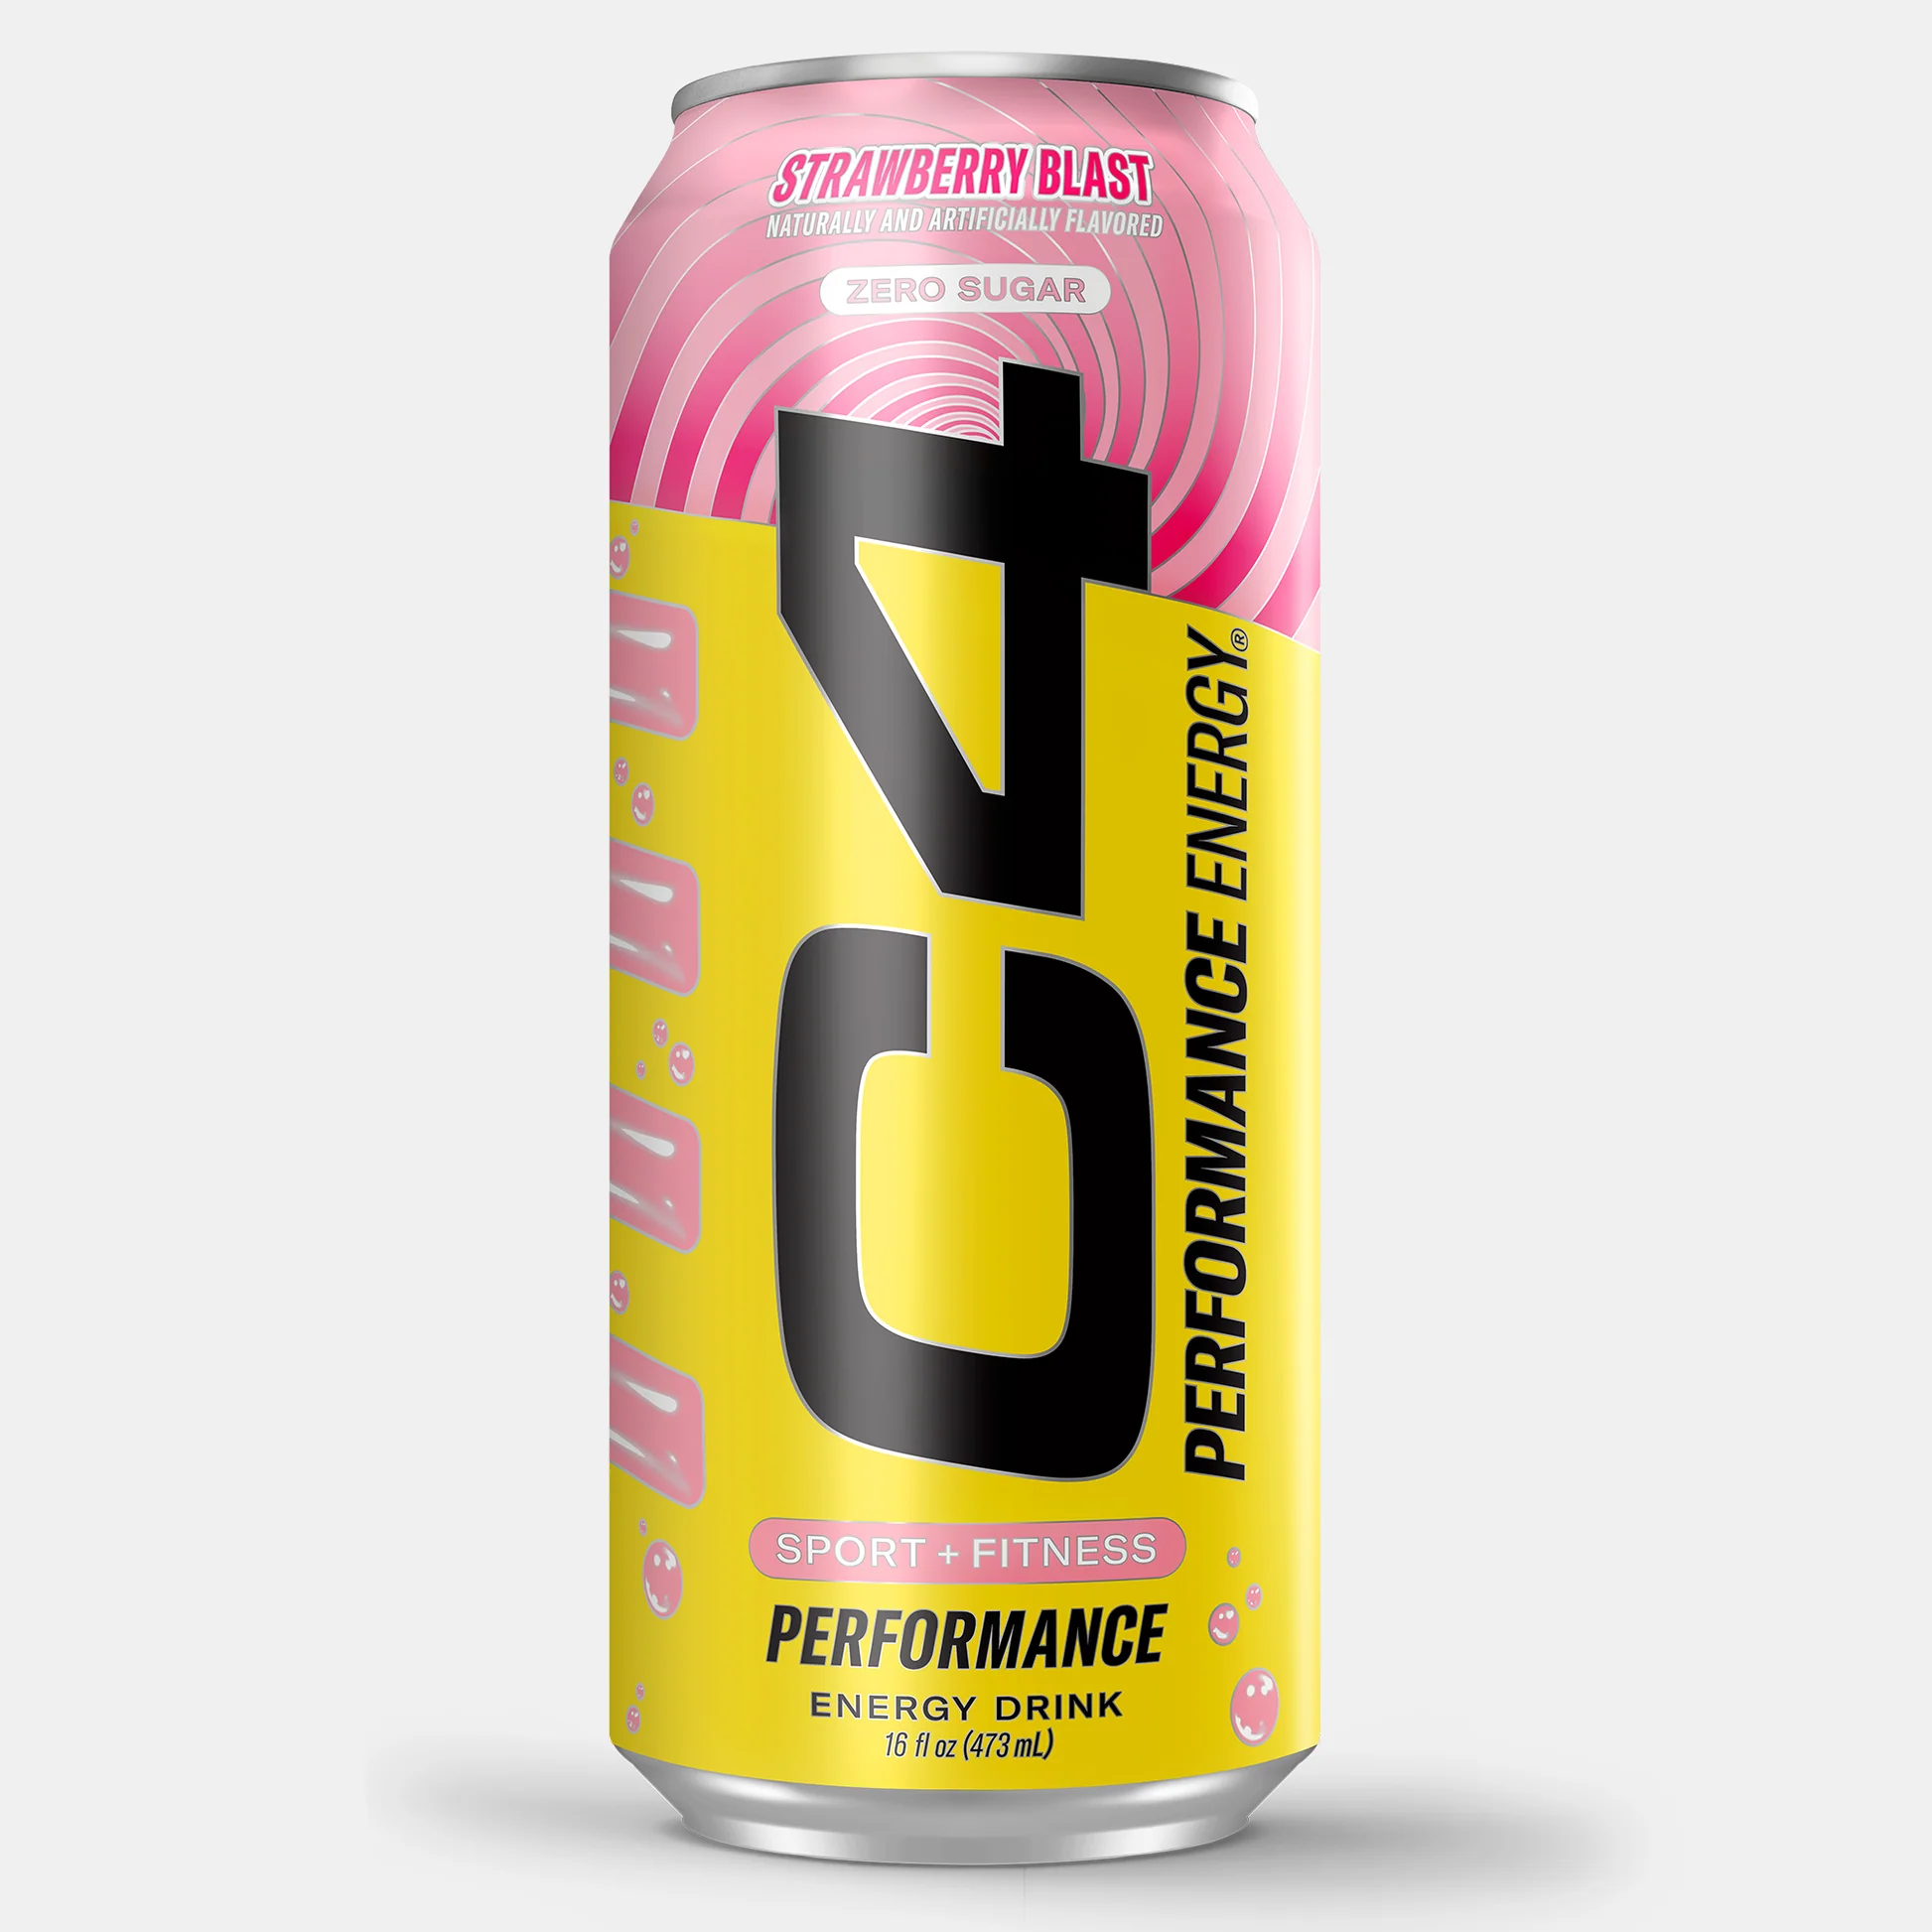 STRAWBERRY BLAST
NATURALLY AND ARTIFICIALLY FLAVORED
ZERO SUGAR
C4
PERFORMANCE ENERGY®
SPORT + FITNESS
PERFORMANCE
ENERGY DRINK
16 fl oz (473 mL)